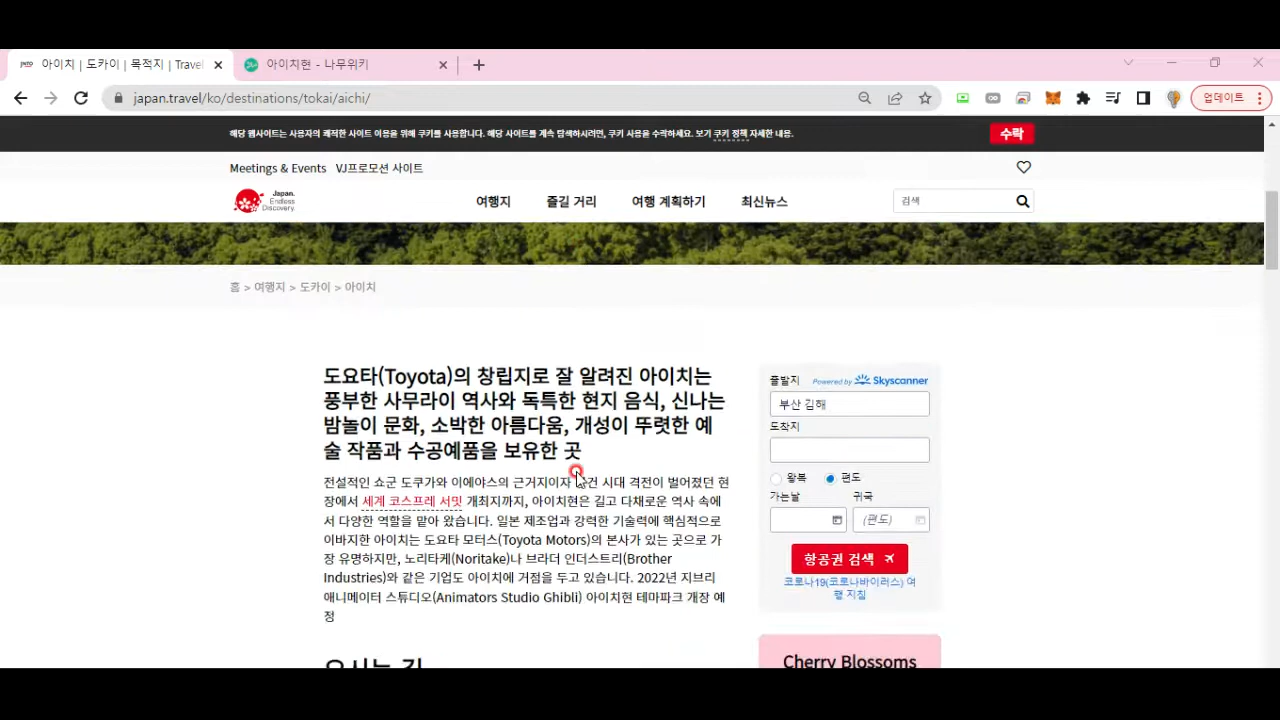 아이치 | 도카이 | 목적지 | Trave
아이치현 - 나무위키
japan.travel/ko/destinations/tokai/aichi/
업데이트
해당 웹사이트는 사용자의 쾌적한 사이트 이용을 위해 쿠키를 사용합니다. 해당 사이트를 계속 탐색하시려면, 쿠키 사용을 수락하세요. 보기 쿠키 정책 자세한 내용.
수락
Meetings & Events VJ프로모션 사이트
Japan.
Endless
Discovery.
여행지 즐길 거리 여행 계획하기 최신뉴스
검색
홈 > 여행지 > 도카이 > 아이치
도요타(Toyota)의 창립지로 잘 알려진 아이치는
풍부한 사무라이 역사와 독특한 현지 음식, 신나는
밤놀이 문화, 소박한 아름다움, 개성이 뚜렷한 예
술 작품과 수공예품을 보유한 곳
전설적인 쇼군 도쿠가와 이에야스의 근거지이자 건 시대 격전이 벌어졌던 현
장에서 세계 코스프레 서밋 개최지까지, 아이치현은 길고 다채로운 역사 속에
서 다양한 역할을 맡아 왔습니다. 일본 제조업과 강력한 기술력에 핵심적으로
이바지한 아이치는 도요타 모터스(Toyota Motors)의 본사가 있는 곳으로 가
장 유명하지만, 노리타케(Noritake)나 브라더 인더스트리(Brother
Industries)와 같은 기업도 아이치에 거점을 두고 있습니다. 2022년 지브리
애니메이터 스튜디오(Animators Studio Ghibli) 아이치현 테마파크 개장 예
정
출발지 Powered by Skyscanner
부산 김해
도착지
왕복 편도
가는날 귀국
(편도)
항공권 검색
코로나19(코로나바이러스) 여
행 지침
Cherry Blossoms